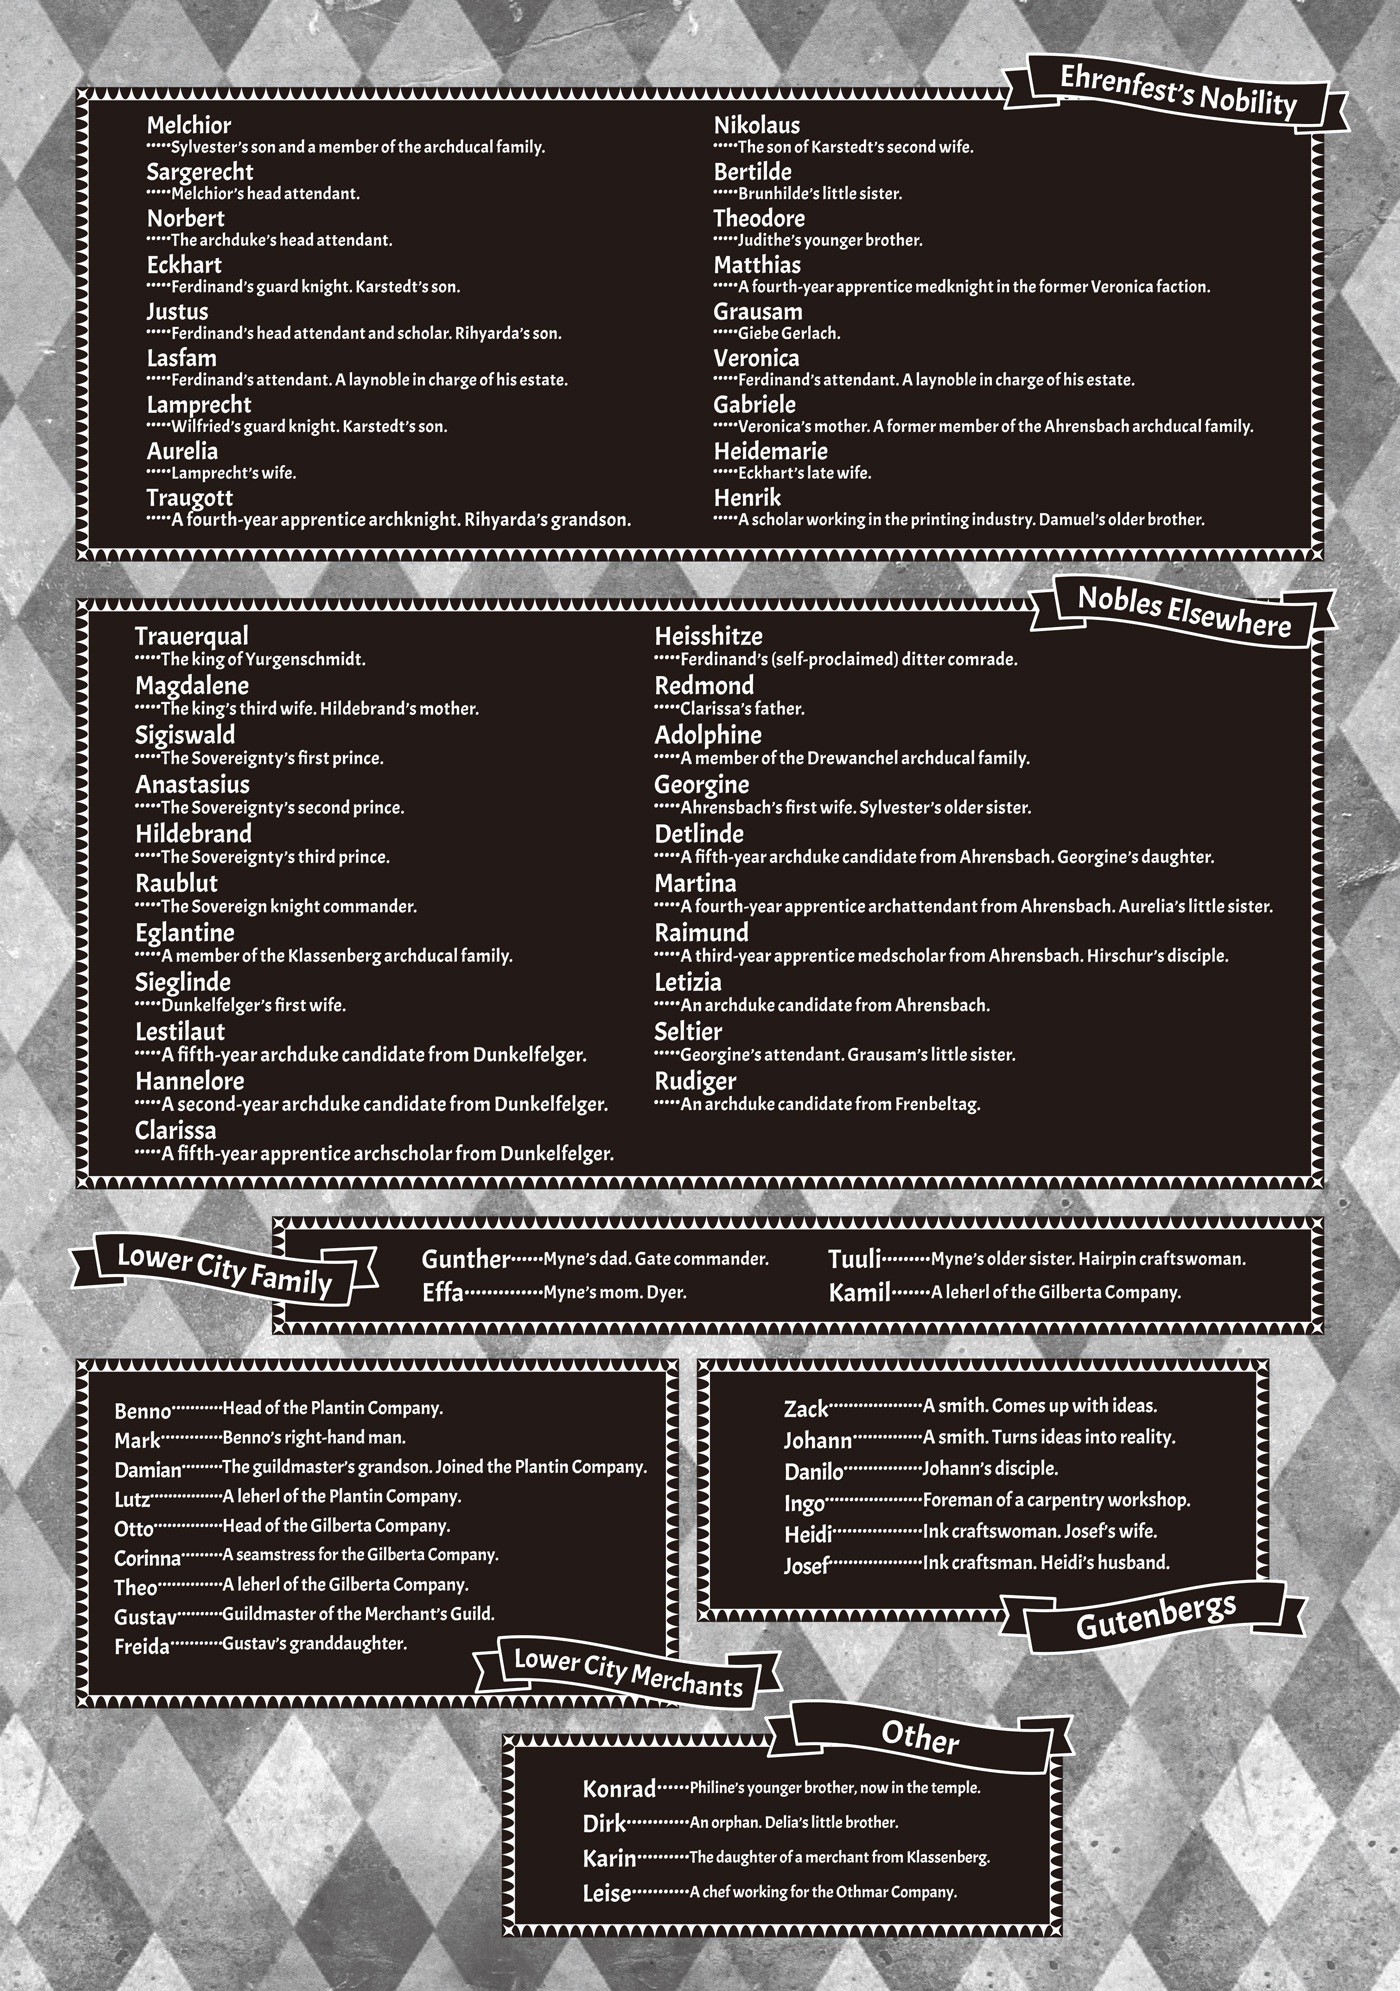 Ehrenfest's Nobility
Melchior
•••••Sylvester's son and a member of the archducal family.
Sargerecht
•••••Melchior's head attendant.
Norbert
•••••The archduke's head attendant.
Eckhart
•••••Ferdinand's guard knight. Karstedt's son.
Justus
•••••Ferdinand's head attendant and scholar. Rihyarda's son.
Lasfam
•••••Ferdinand's attendant. A laynoble in charge of his estate.
Lamprecht
•••••Wilfried's guard knight. Karstedt's son.
Aurelia
•••••Lamprecht's wife.
Traugott
•••••A fourth-year apprentice archknight. Rihyarda's grandson.
Nikolaus
•••••The son of Karstedt's second wife.
Bertilde
•••••Brunhilde's little sister.
Theodore
•••••Judithe's younger brother.
Matthias
•••••A fourth-year apprentice medknight in the former Veronica faction.
Grausam
•••••Giebe Gerlach.
Veronica
•••••Ferdinand's attendant. A laynoble in charge of his estate.
Gabriele
•••••Veronica's mother. A former member of the Ahrensbach archducal family.
Heidemarie
•••••Eckhart's late wife.
Henrik
•••••A scholar working in the printing industry. Damuel's older brother.
Nobles Elsewhere
Trauerqual
•••••The king of Yurgenschmidt.
Magdalene
•••••The king's third wife. Hildebrand's mother.
Sigiswald
•••••The Sovereignty's first prince.
Anastasius
•••••The Sovereignty's second prince.
Hildebrand
•••••The Sovereignty's third prince.
Raublut
•••••The Sovereign knight commander.
Eglantine
•••••A member of the Klassenberg archducal family.
Sieglinde
•••••Dunkelfelger's first wife.
Lestilaut
•••••A fifth-year archduke candidate from Dunkelfelger.
Hannelore
•••••A second-year archduke candidate from Dunkelfelger.
Clarissa
•••••A fifth-year apprentice archscholar from Dunkelfelger.
Heisshitze
•••••Ferdinand's (self-proclaimed) ditter comrade.
Redmond
•••••Clarissa's father.
Adolphine
•••••A member of the Drewanchel archducal family.
Georgine
•••••Ahrensbach's first wife. Sylvester's older sister.
Detlinde
•••••A fifth-year archduke candidate from Ahrensbach. Georgine's daughter.
Martina
•••••A fourth-year apprentice archattendant from Ahrensbach. Aurelia's little sister.
Raimund
•••••A third-year apprentice medscholar from Ahrensbach. Hirschur's disciple.
Letizia
•••••An archduke candidate from Ahrensbach.
Seltier
•••••Georgine's attendant. Grausam's little sister.
Rudiger
•••••An archduke candidate from Frenbeltag.
Lower City Family
Gunther••••••Myne's dad. Gate commander.
Effa••••••••••••••Myne's mom. Dyer.
Tuuli•••••••••Myne's older sister. Hairpin craftswoman.
Kamil•••••••A leherl of the Gilberta Company.
Benno•••••••••••Head of the Plantin Company.
Mark•••••••••••••Benno's right-hand man.
Damian•••••••••The guildmaster's grandson. Joined the Plantin Company.
Lutz••••••••••••••••A leherl of the Plantin Company.
Otto•••••••••••••••Head of the Gilberta Company.
Corinna•••••••••A seamstress for the Gilberta Company.
Theo••••••••••••••A leherl of the Gilberta Company.
Gustav••••••••••Guildmaster of the Merchant's Guild.
Freida•••••••••••Gustav's granddaughter.
Lower City Merchants
Zack••••••••••••••••••••A smith. Comes up with ideas.
Johann•••••••••••••••A smith. Turns ideas into reality.
Danilo•••••••••••••••••Johann's disciple.
Ingo•••••••••••••••••••••Foreman of a carpentry workshop.
Heidi•••••••••••••••••••Ink craftswoman. Josef's wife.
Josef••••••••••••••••••••Ink craftsman. Heidi's husband.
Gutenbergs
Other
Konrad••••••Philine's younger brother, now in the temple.
Dirk••••••••••••An orphan. Delia's little brother.
Karin••••••••••The daughter of a merchant from Klassenberg.
Leise•••••••••••A chef working for the Othmar Company.